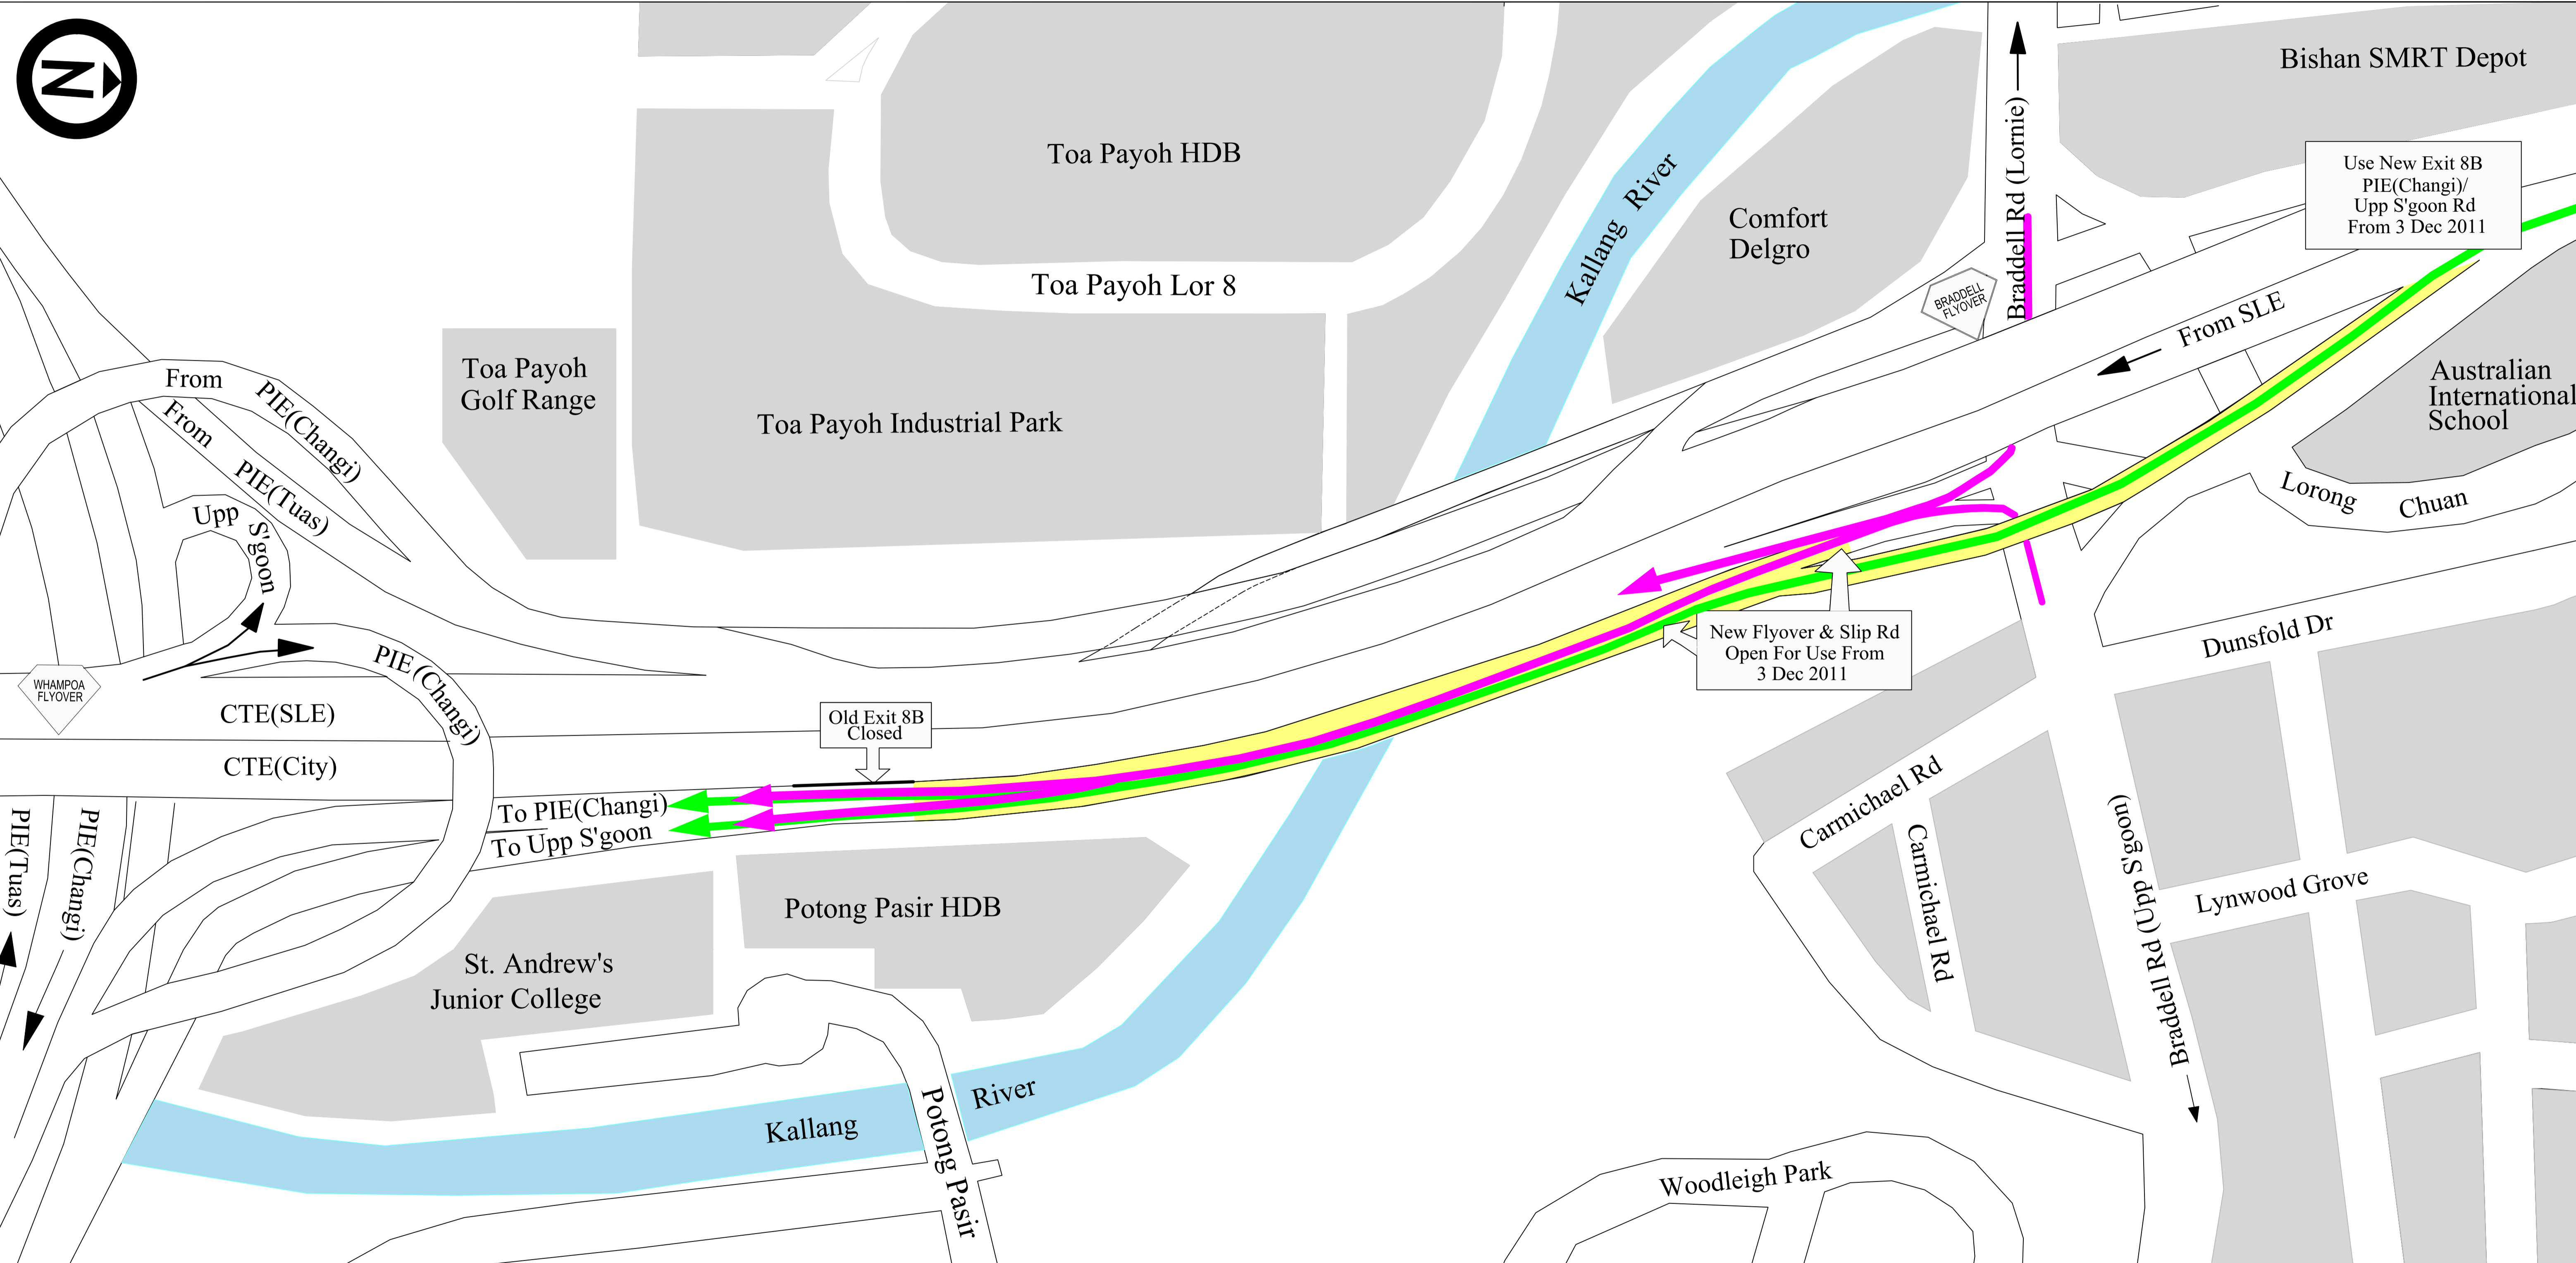 N
Bishan SMRT Depot
Toa Payoh HDB
Braddell Rd (Lornie)
Use New Exit 8B
PIE(Changi)/
Upp S'goon Rd
From 3 Dec 2011
Kallang River
Comfort
Delgro
Toa Payoh Lor 8
BRADDELL
FLYOVER
From SLE
From PIE(Changi)
From PIE(Tuas)
Toa Payoh
Golf Range
Toa Payoh Industrial Park
Australian
International
School
Lorong Chuan
Upp S'goon
New Flyover & Slip Rd
Open For Use From
3 Dec 2011
Dunsfold Dr
PIE(Changi)
WHAMPOA
FLYOVER
CTE(SLE)
Old Exit 8B
Closed
CTE(City)
To PIE(Changi)
To Upp S'goon
PIE(Tuas)
PIE(Changi)
Carmichael Rd
Carmichael Rd
Braddell Rd (Upp S'goon)
Lynwood Grove
Potong Pasir HDB
St. Andrew's
Junior College
Kallang River
Potong Pasir
Woodleigh Park